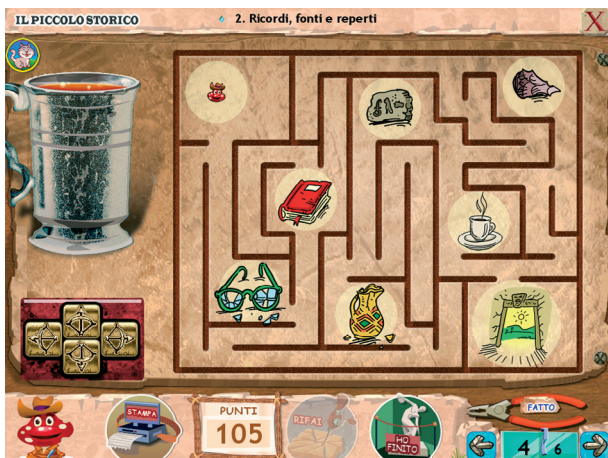 IL PICCOLO STORICO
2. Ricordi, fonti e reperti
X
STAMPA
PUNTI
105
RIFAI
HO
FINITO
FATTO
4 6